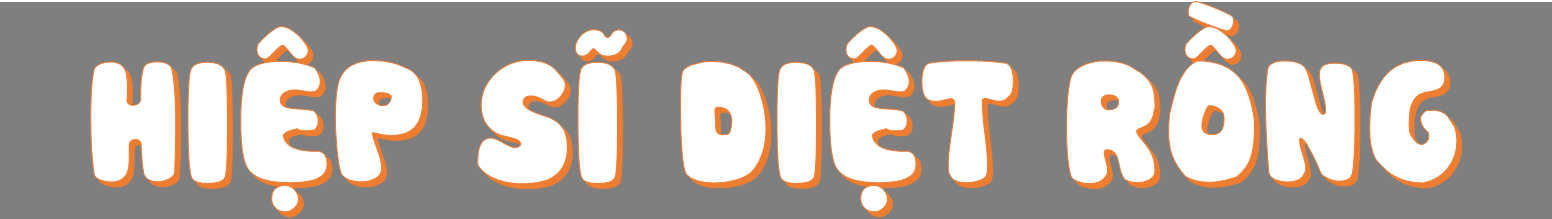 HIỆP SĨ DIỆT RỒNG